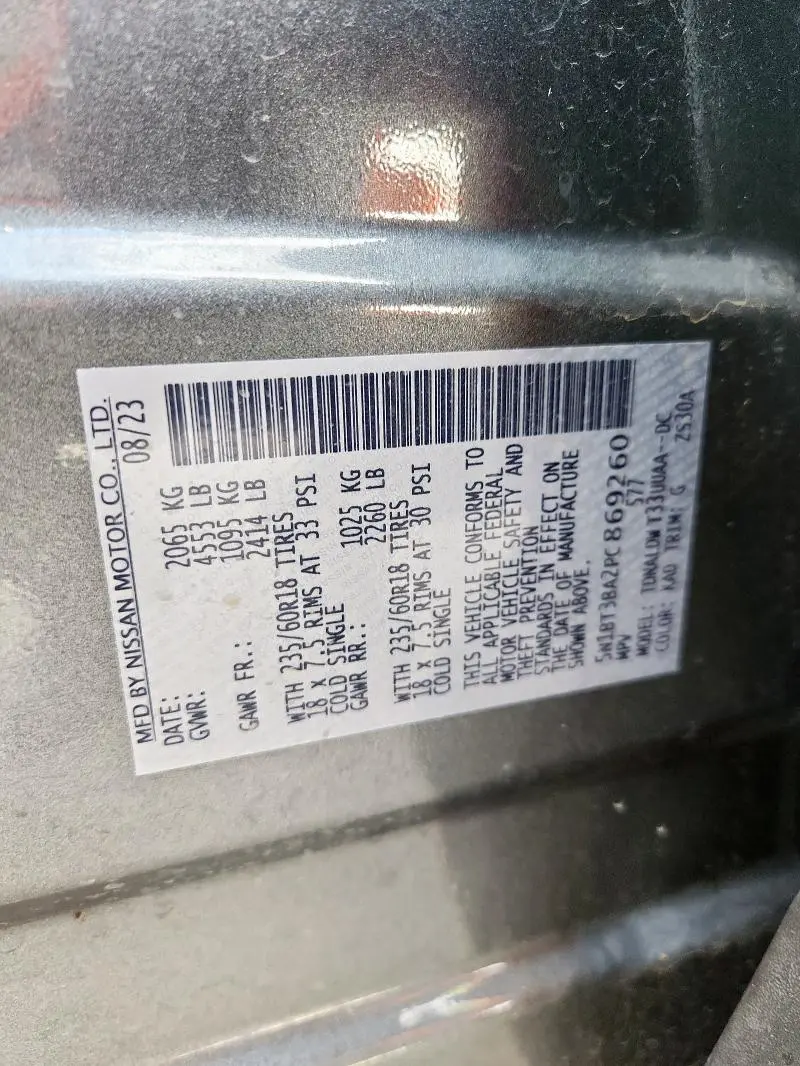 MFD BY NISSAN MOTOR CO., LTD.
DATE: 08/23
GVWR: 2065 KG
4553 LB
GAWR FR.: 1095 KG
2414 LB
WITH 235/60R18 TIRES
18 X 7.5 RIMS AT 33 PSI
COLD SINGLE
GAWR RR.: 1025 KG
2260 LB
WITH 235/60R18 TIRES
18 X 7.5 RIMS AT 30 PSI
COLD SINGLE
THIS VEHICLE CONFORMS TO
ALL APPLICABLE FEDERAL
MOTOR VEHICLE SAFETY AND
THEFT PREVENTION
STANDARDS IN EFFECT ON
THE DATE OF MANUFACTURE
SHOWN ABOVE.
5N1BT3BA2PC869260
MPV 577
MODEL: TDNALDWT33UUAA--DC
COLOR: KAD TRIM: G 2S30A